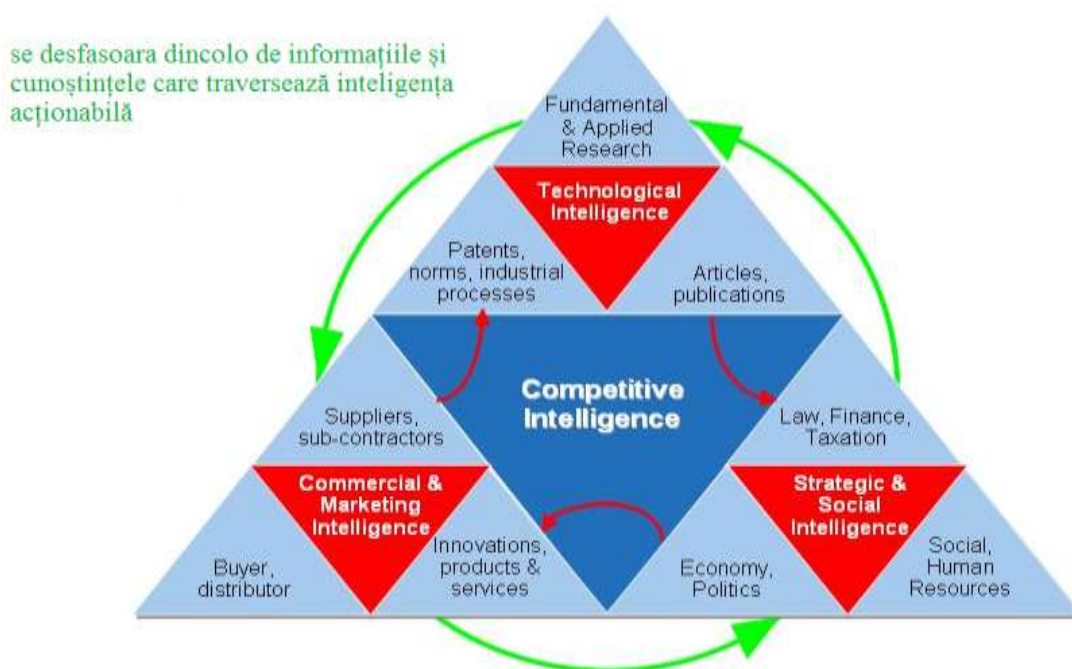 se desfasoara dincolo de informațiile și
cunoștințele care traversează inteligența
acționabilă
Fundamental
& Applied
Research
Technological
Intelligence
Patents,
norms, industrial
processes
Articles,
publications
Competitive
Intelligence
Suppliers,
sub-contractors
Law, Finance,
Taxation
Commercial &
Marketing
Intelligence
Strategic &
Social
Intelligence
Buyer,
distributor
Innovations,
products &
services
Economy,
Politics
Social,
Human
Resources